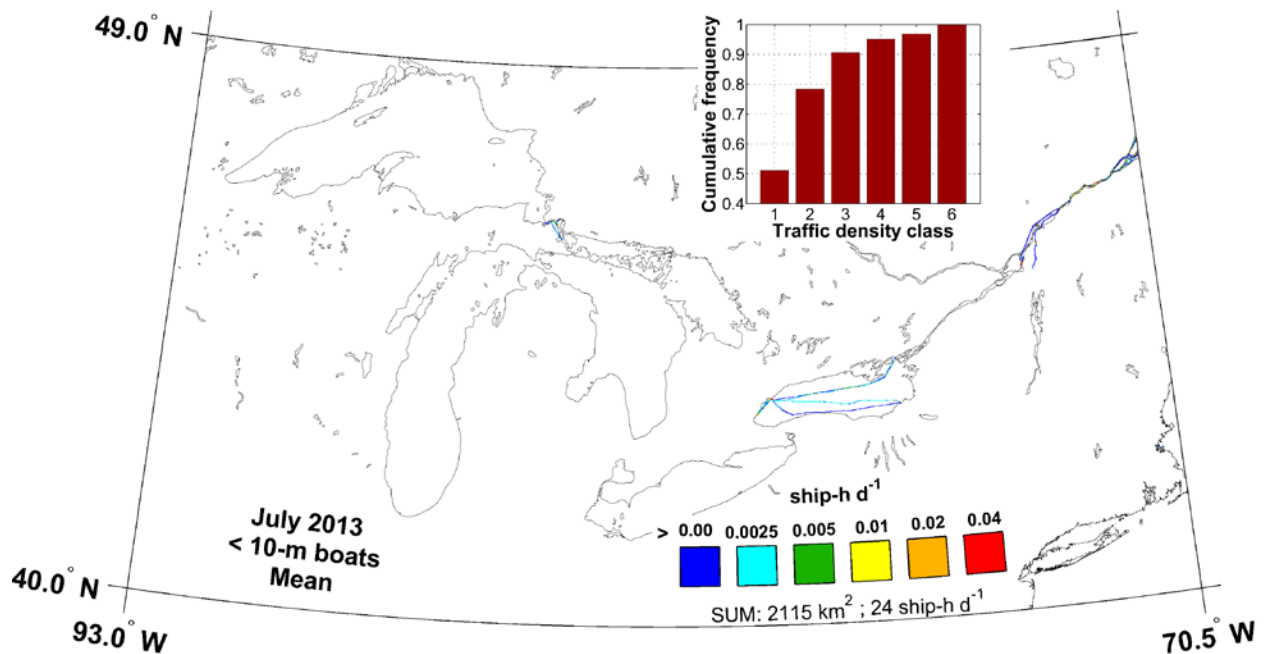 49.0° N
1
0.9
0.8
0.7
0.6
0.5
0.4
Cumulative frequency
1 2 3 4 5 6
Traffic density class
ship-h d⁻¹
> 0.00 0.0025 0.005 0.01 0.02 0.04
SUM: 2115 km² ; 24 ship-h d⁻¹
July 2013
< 10-m boats
Mean
40.0° N
93.0° W
70.5° W